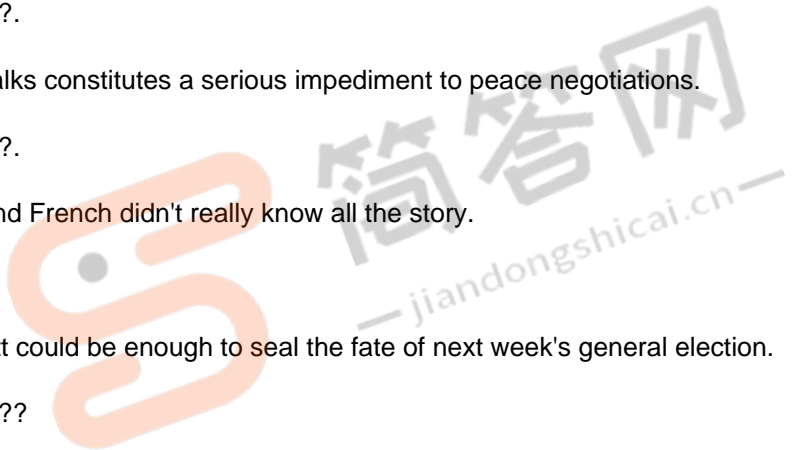 ?.
alks constitutes a serious impediment to peace negotiations.
?.
nd French didn't really know all the story.
tt could be enough to seal the fate of next week's general election.
??
简答网
jiandongshicai.cn